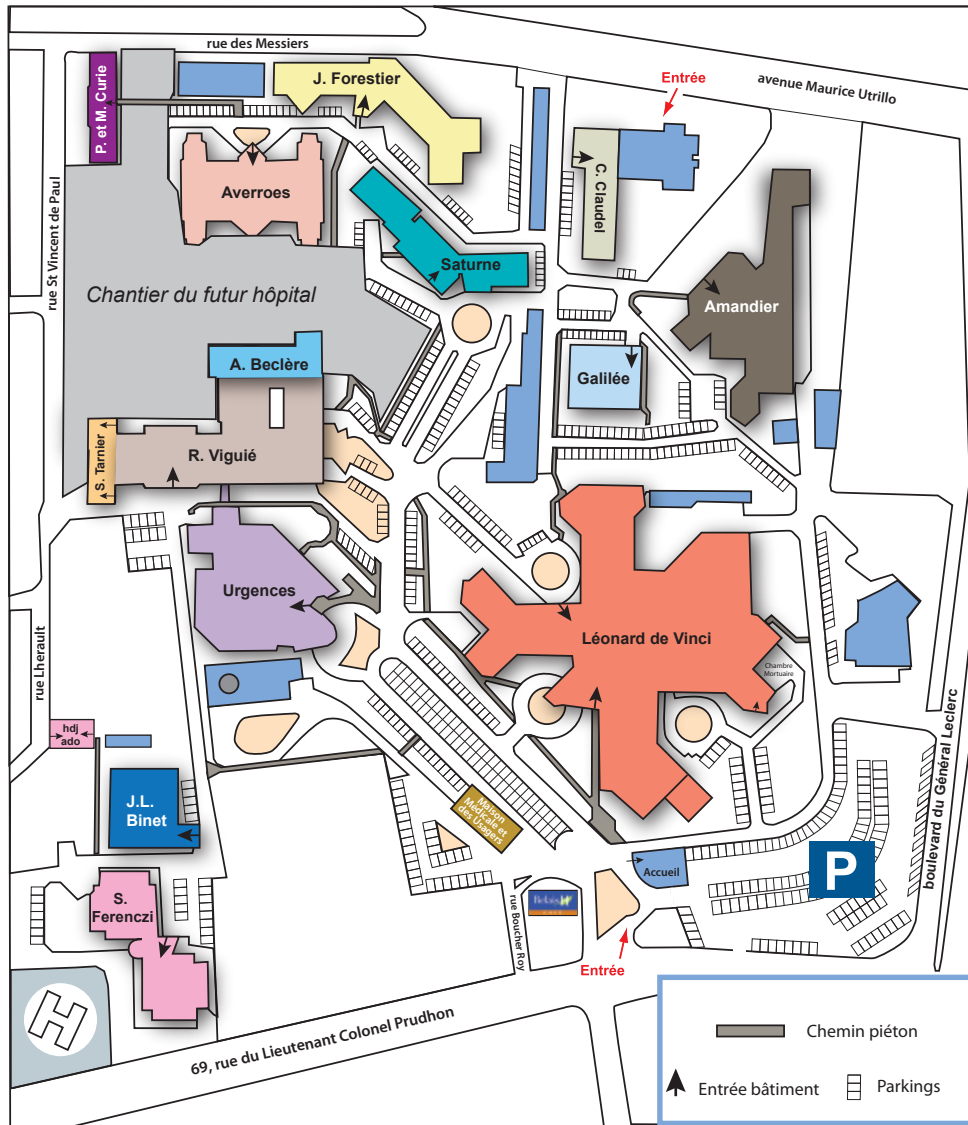 rue des Messiers
avenue Maurice Utrillo
Entrée
P. et M. Curie
J. Forestier
C. Claudel
Averroes
rue St Vincent de Paul
Saturne
Amandier
Chantier du futur hôpital
A. Beclère
Galilée
S. Tarnier
R. Viguié
Urgences
Léonard de Vinci
Chambre
Mortuaire
rue Lherault
hdj
ado
J.L.
Binet
Maison
Médicale et
des Usagers
boulevard du Général Leclerc
P
Accueil
S.
Ferenczi
rue Boucher Roy
Relais H
Entrée
H
69, rue du Lieutenant Colonel Prudhon
Chemin piéton
Entrée bâtiment
Parkings